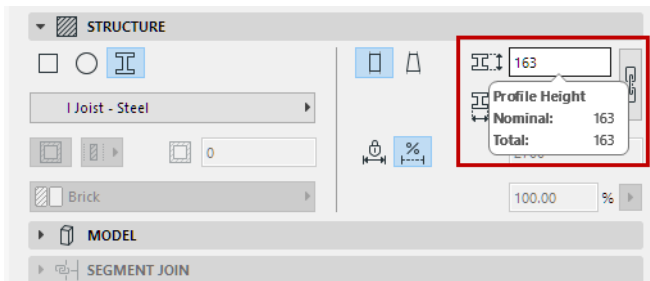 STRUCTURE
163
Profile Height
Nominal: 163
Total: 163
I Joist - Steel
0
%
Brick
100.00 %
MODEL
SEGMENT JOIN